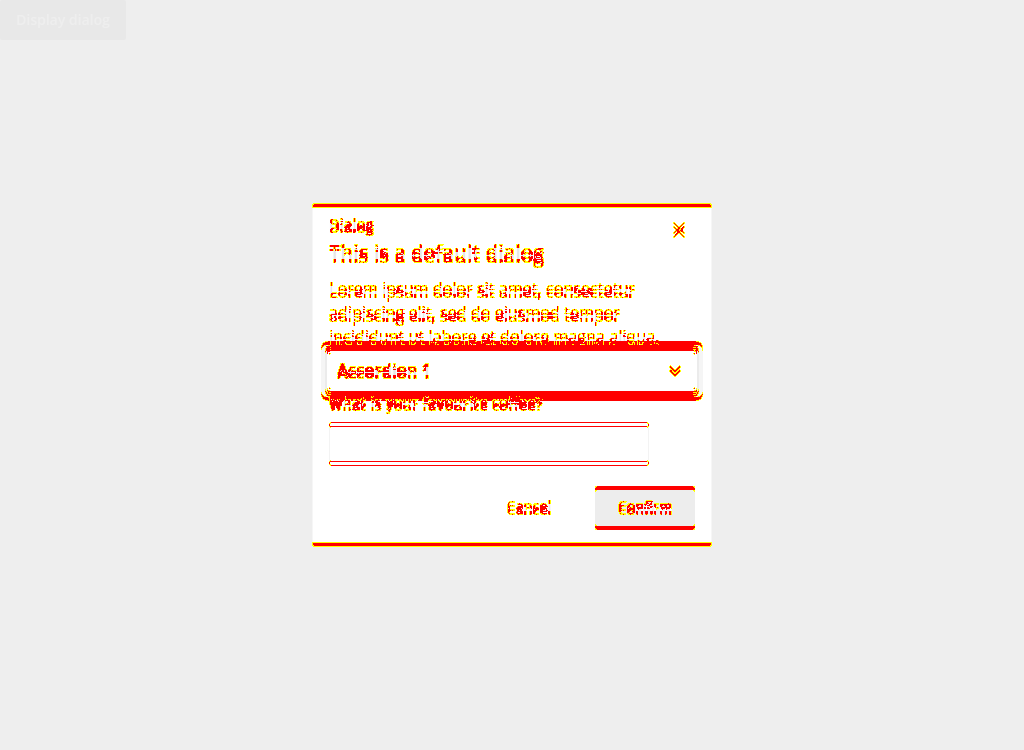 Display dialog
Dialog
This is a default dialog
Lorem ipsum dolor sit amet, consectetur
adipiscing elit, sed do eiusmod tempor
incididunt ut labore et dolore magna aliqua.
Accordion 1
What is your favourite coffee?
Cancel
Confirm